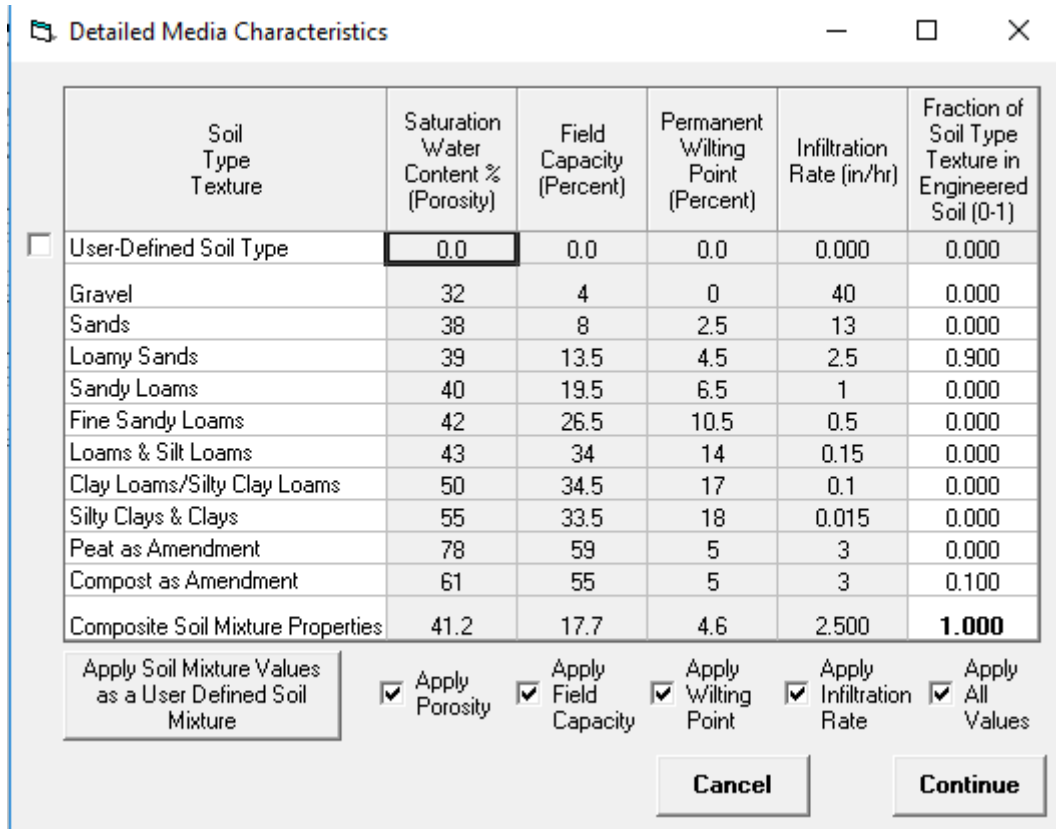 Detailed Media Characteristics
Soil Type Texture Saturation Water Content % (Porosity) Field Capacity (Percent) Permanent Wilting Point (Percent) Infiltration Rate (in/hr) Fraction of Soil Type Texture in Engineered Soil (0-1)
User-Defined Soil Type 0.0 0.0 0.0 0.000 0.000
Gravel 32 4 0 40 0.000
Sands 38 8 2.5 13 0.000
Loamy Sands 39 13.5 4.5 2.5 0.900
Sandy Loams 40 19.5 6.5 1 0.000
Fine Sandy Loams 42 26.5 10.5 0.5 0.000
Loams & Silt Loams 43 34 14 0.15 0.000
Clay Loams/Silty Clay Loams 50 34.5 17 0.1 0.000
Silty Clays & Clays 55 33.5 18 0.015 0.000
Peat as Amendment 78 59 5 3 0.000
Compost as Amendment 61 55 5 3 0.100
Composite Soil Mixture Properties 41.2 17.7 4.6 2.500 1.000
Apply Soil Mixture Values as a User Defined Soil Mixture
Apply Porosity
Apply Field Capacity
Apply Wilting Point
Apply Infiltration Rate
Apply All Values
Cancel
Continue